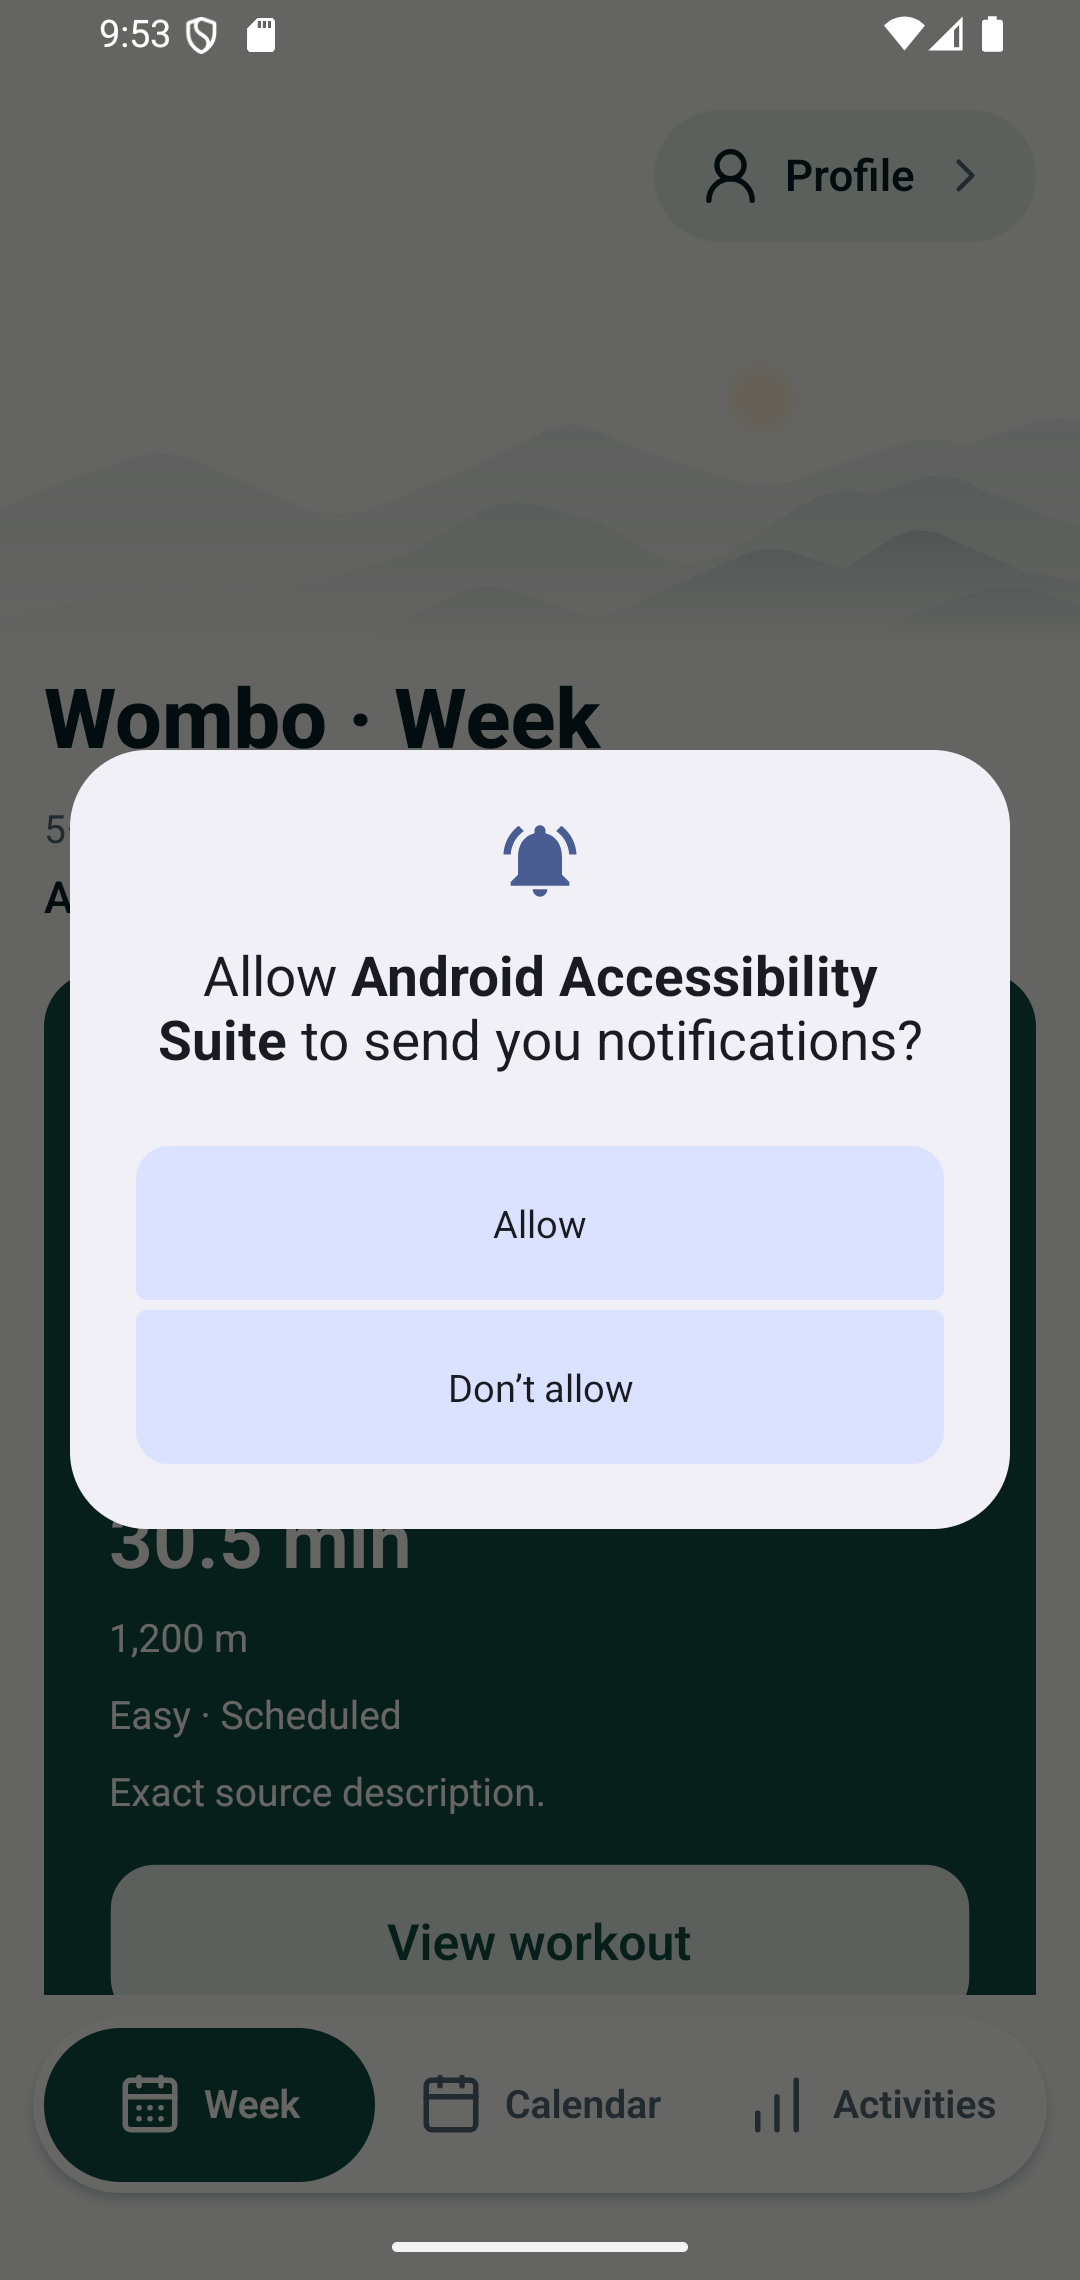 9:53
Profile
Wombo · Week
5
A
Allow Android Accessibility
Suite to send you notifications?
Allow
Don’t allow
30.5 min
1,200 m
Easy · Scheduled
Exact source description.
View workout
Week
Calendar
Activities